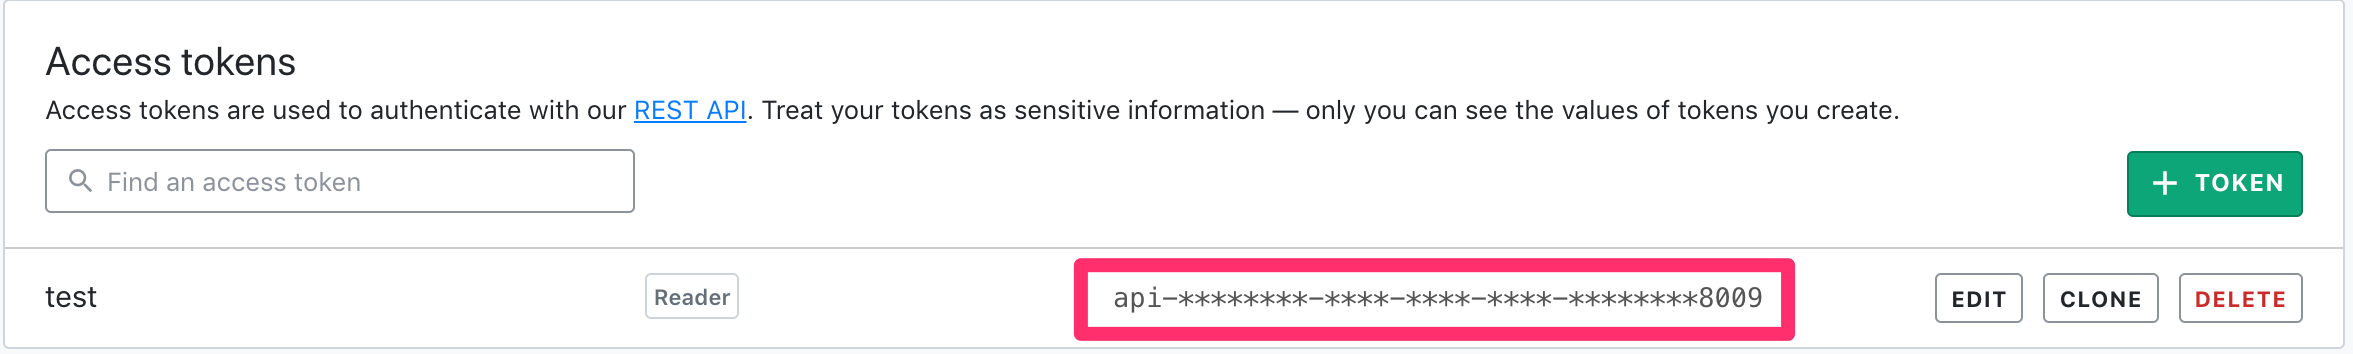 Access tokens
Access tokens are used to authenticate with our REST API. Treat your tokens as sensitive information — only you can see the values of tokens you create.
Find an access token
+ TOKEN
test Reader api-********-****-****-****-********8009 EDIT CLONE DELETE